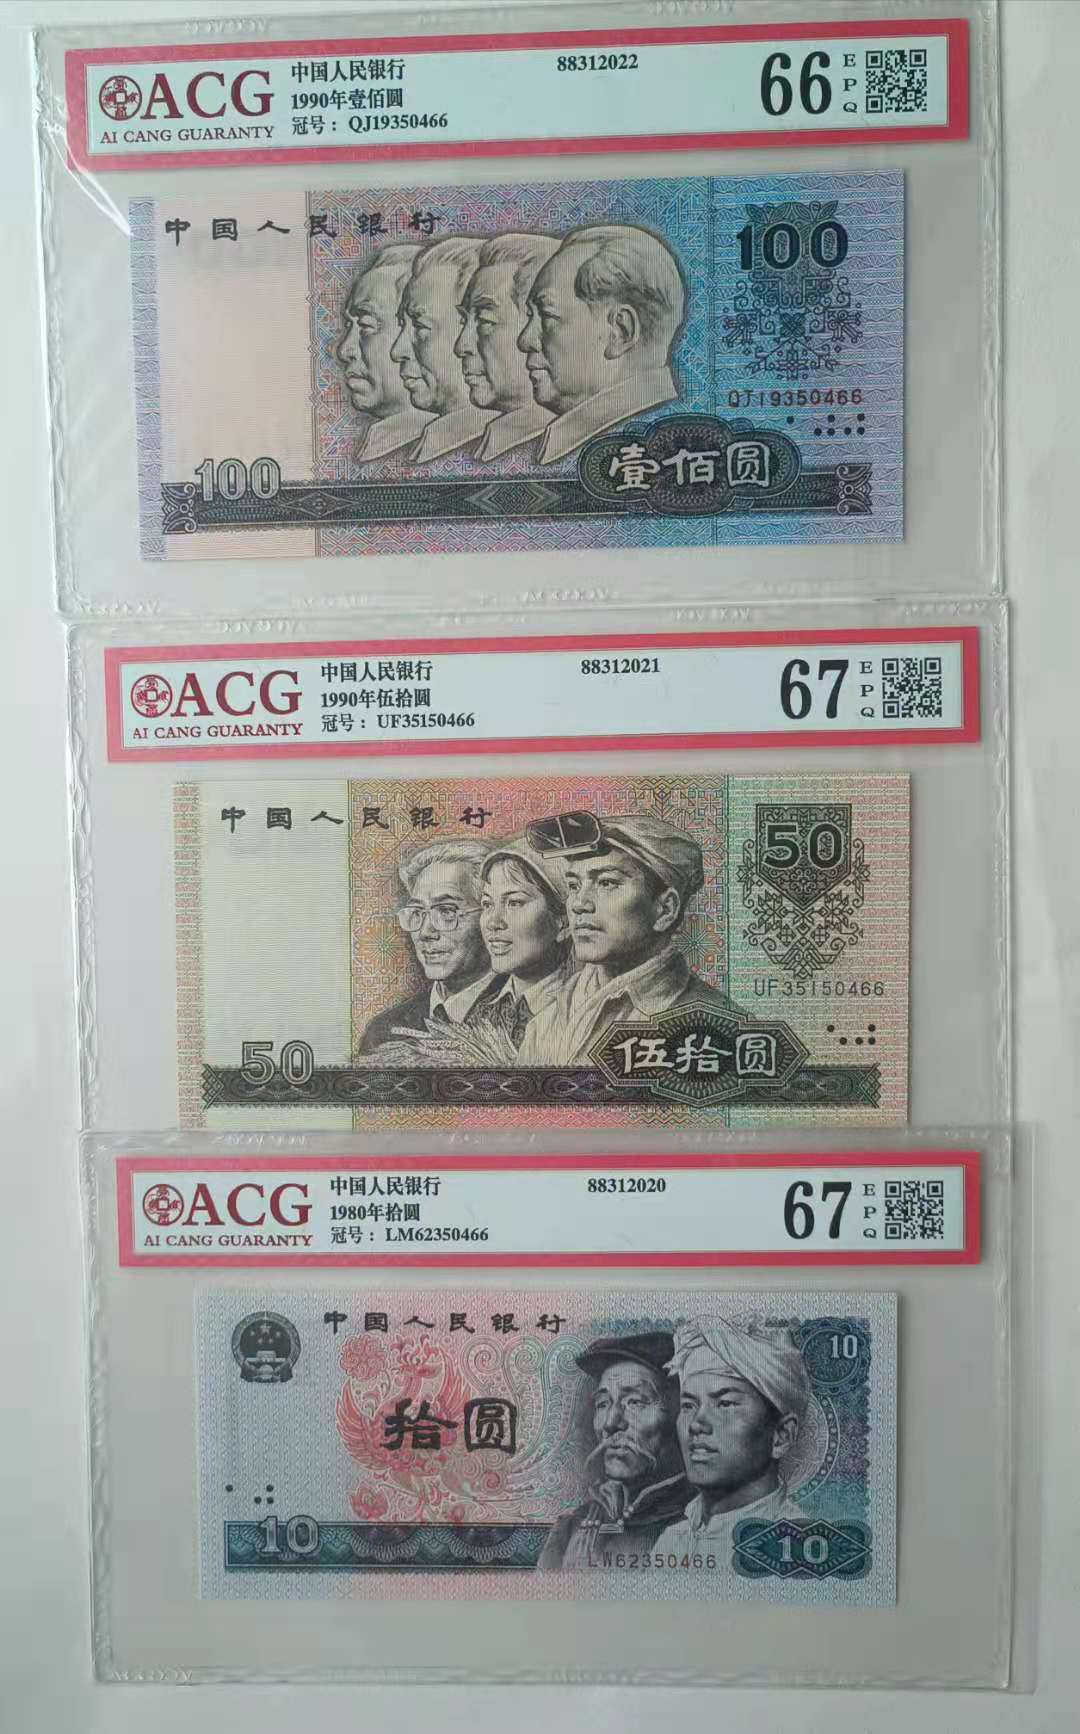 ACG
AI CANG GUARANTY
中国人民银行
1990年壹佰圆
冠号： QJ19350466
88312022
66
EPQ
中国人民银行
100
QJ19350466
100
壹佰圆
ACG
AI CANG GUARANTY
中国人民银行
1990年伍拾圆
冠号： UF35150466
88312021
67
EPQ
中国人民银行
50
UF35150466
50
伍拾圆
ACG
AI CANG GUARANTY
中国人民银行
1980年拾圆
冠号： LM62350466
88312020
67
EPQ
中国人民银行
10
拾圆
10
LW62350466
10